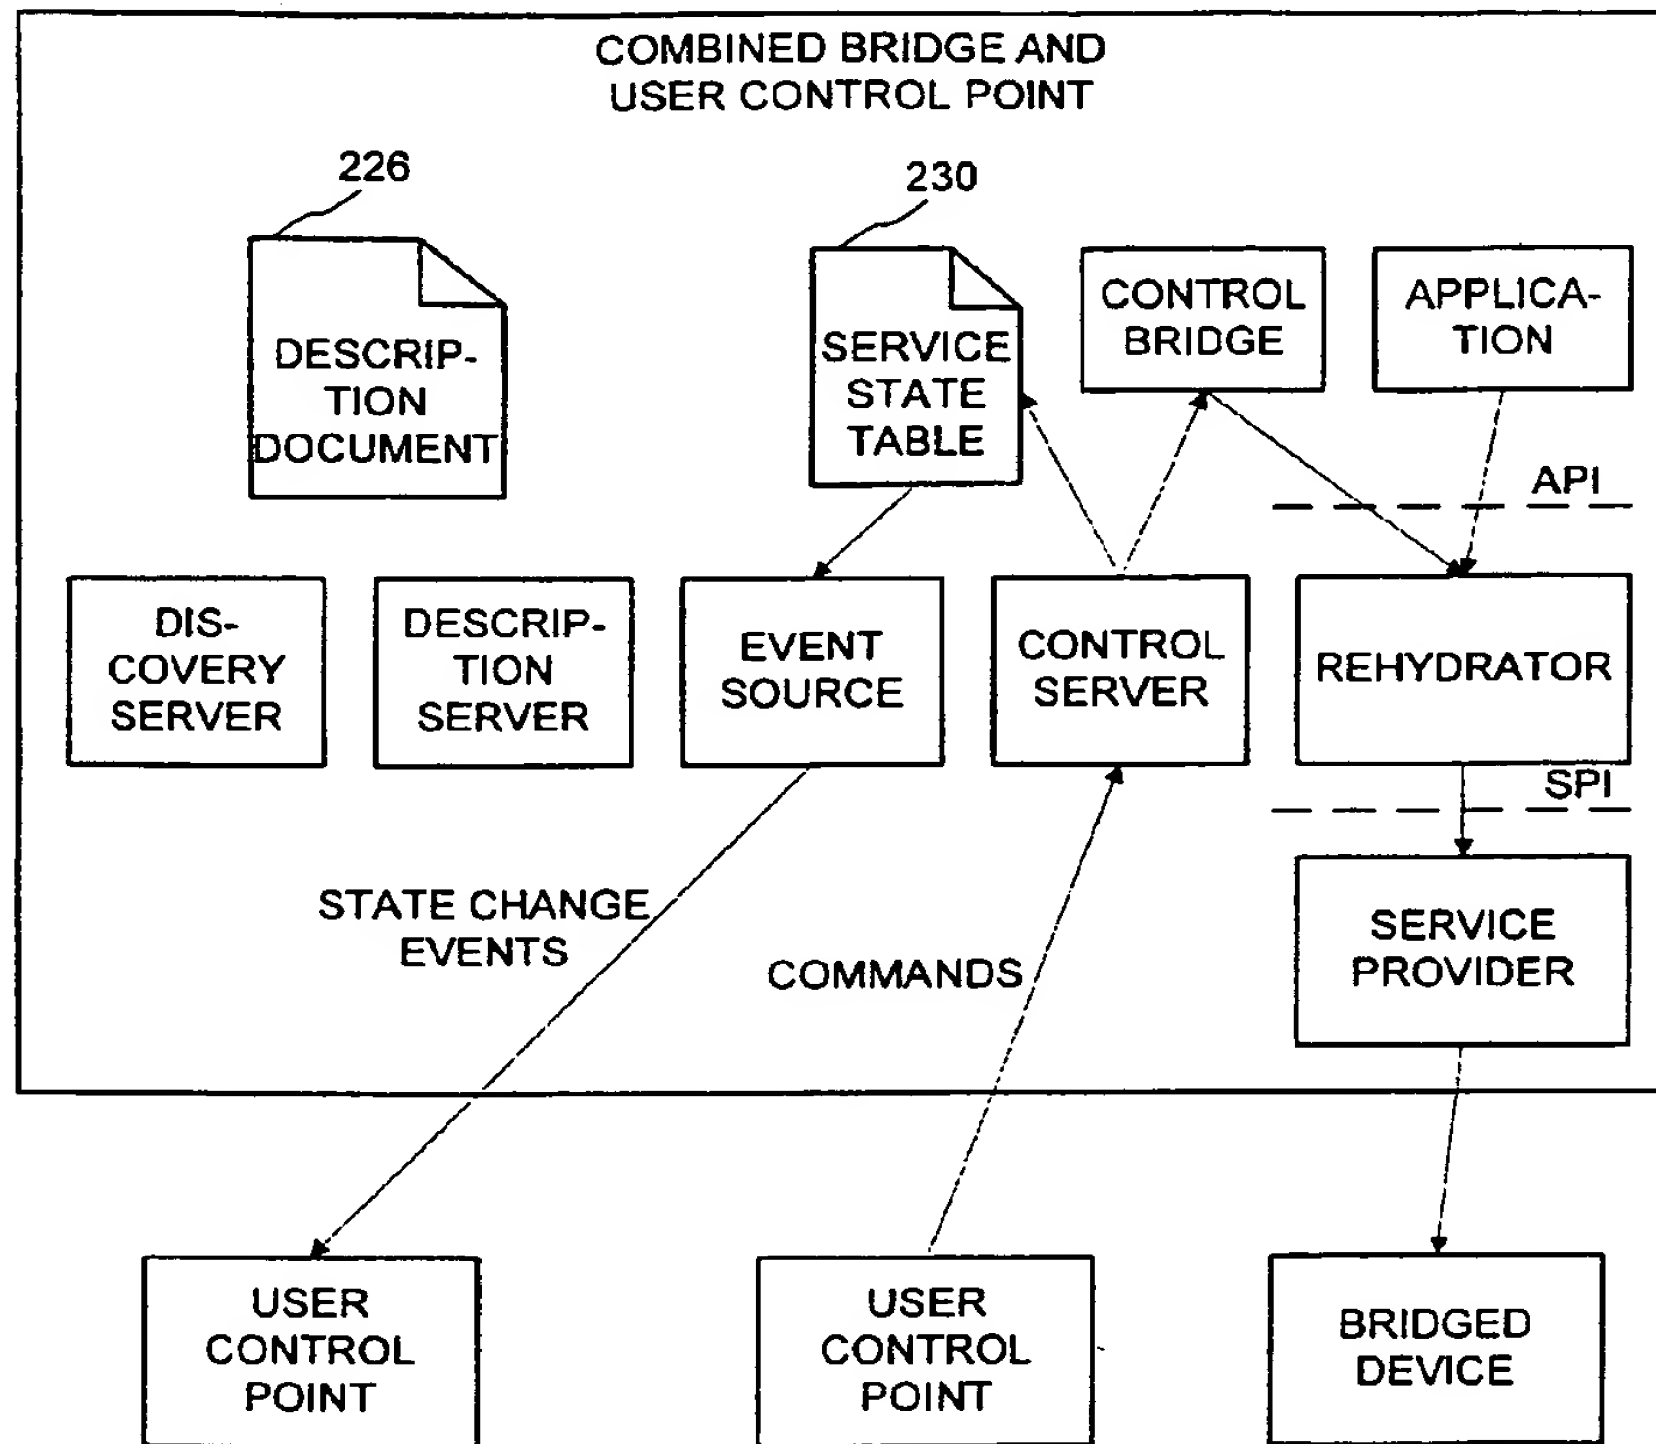 COMBINED BRIDGE AND
USER CONTROL POINT
226
230
DESCRIP-
TION
DOCUMENT
SERVICE
STATE
TABLE
CONTROL
BRIDGE
APPLICA-
TION
API
DIS-
COVERY
SERVER
DESCRIP-
TION
SERVER
EVENT
SOURCE
CONTROL
SERVER
REHYDRATOR
SPI
STATE CHANGE
EVENTS
COMMANDS
SERVICE
PROVIDER
USER
CONTROL
POINT
USER
CONTROL
POINT
BRIDGED
DEVICE